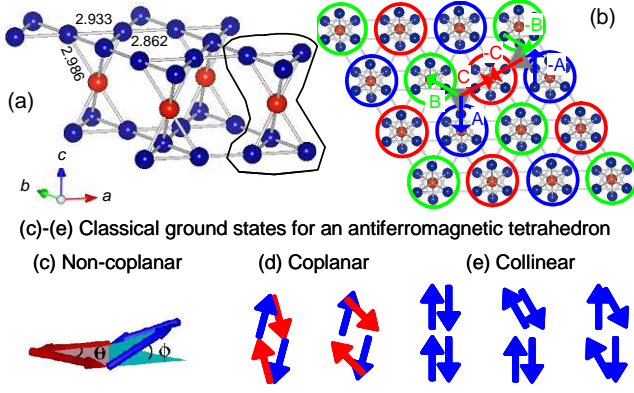 2.933
(b)
2.862
2.986
-B
-A
-C
C
B
A
(a)
c
b
a
(c)-(e) Classical ground states for an antiferromagnetic tetrahedron
(c) Non-coplanar
(d) Coplanar
(e) Collinear
θ
ϕ